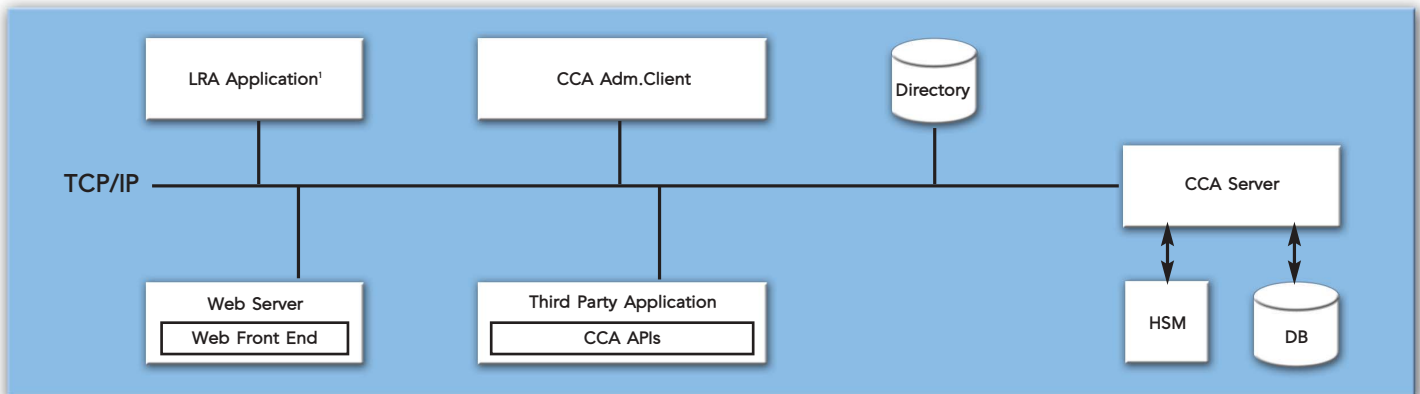 LRA Application¹
CCA Adm.Client
Directory
TCP/IP
CCA Server
Web Server
Web Front End
Third Party Application
CCA APIs
HSM
DB